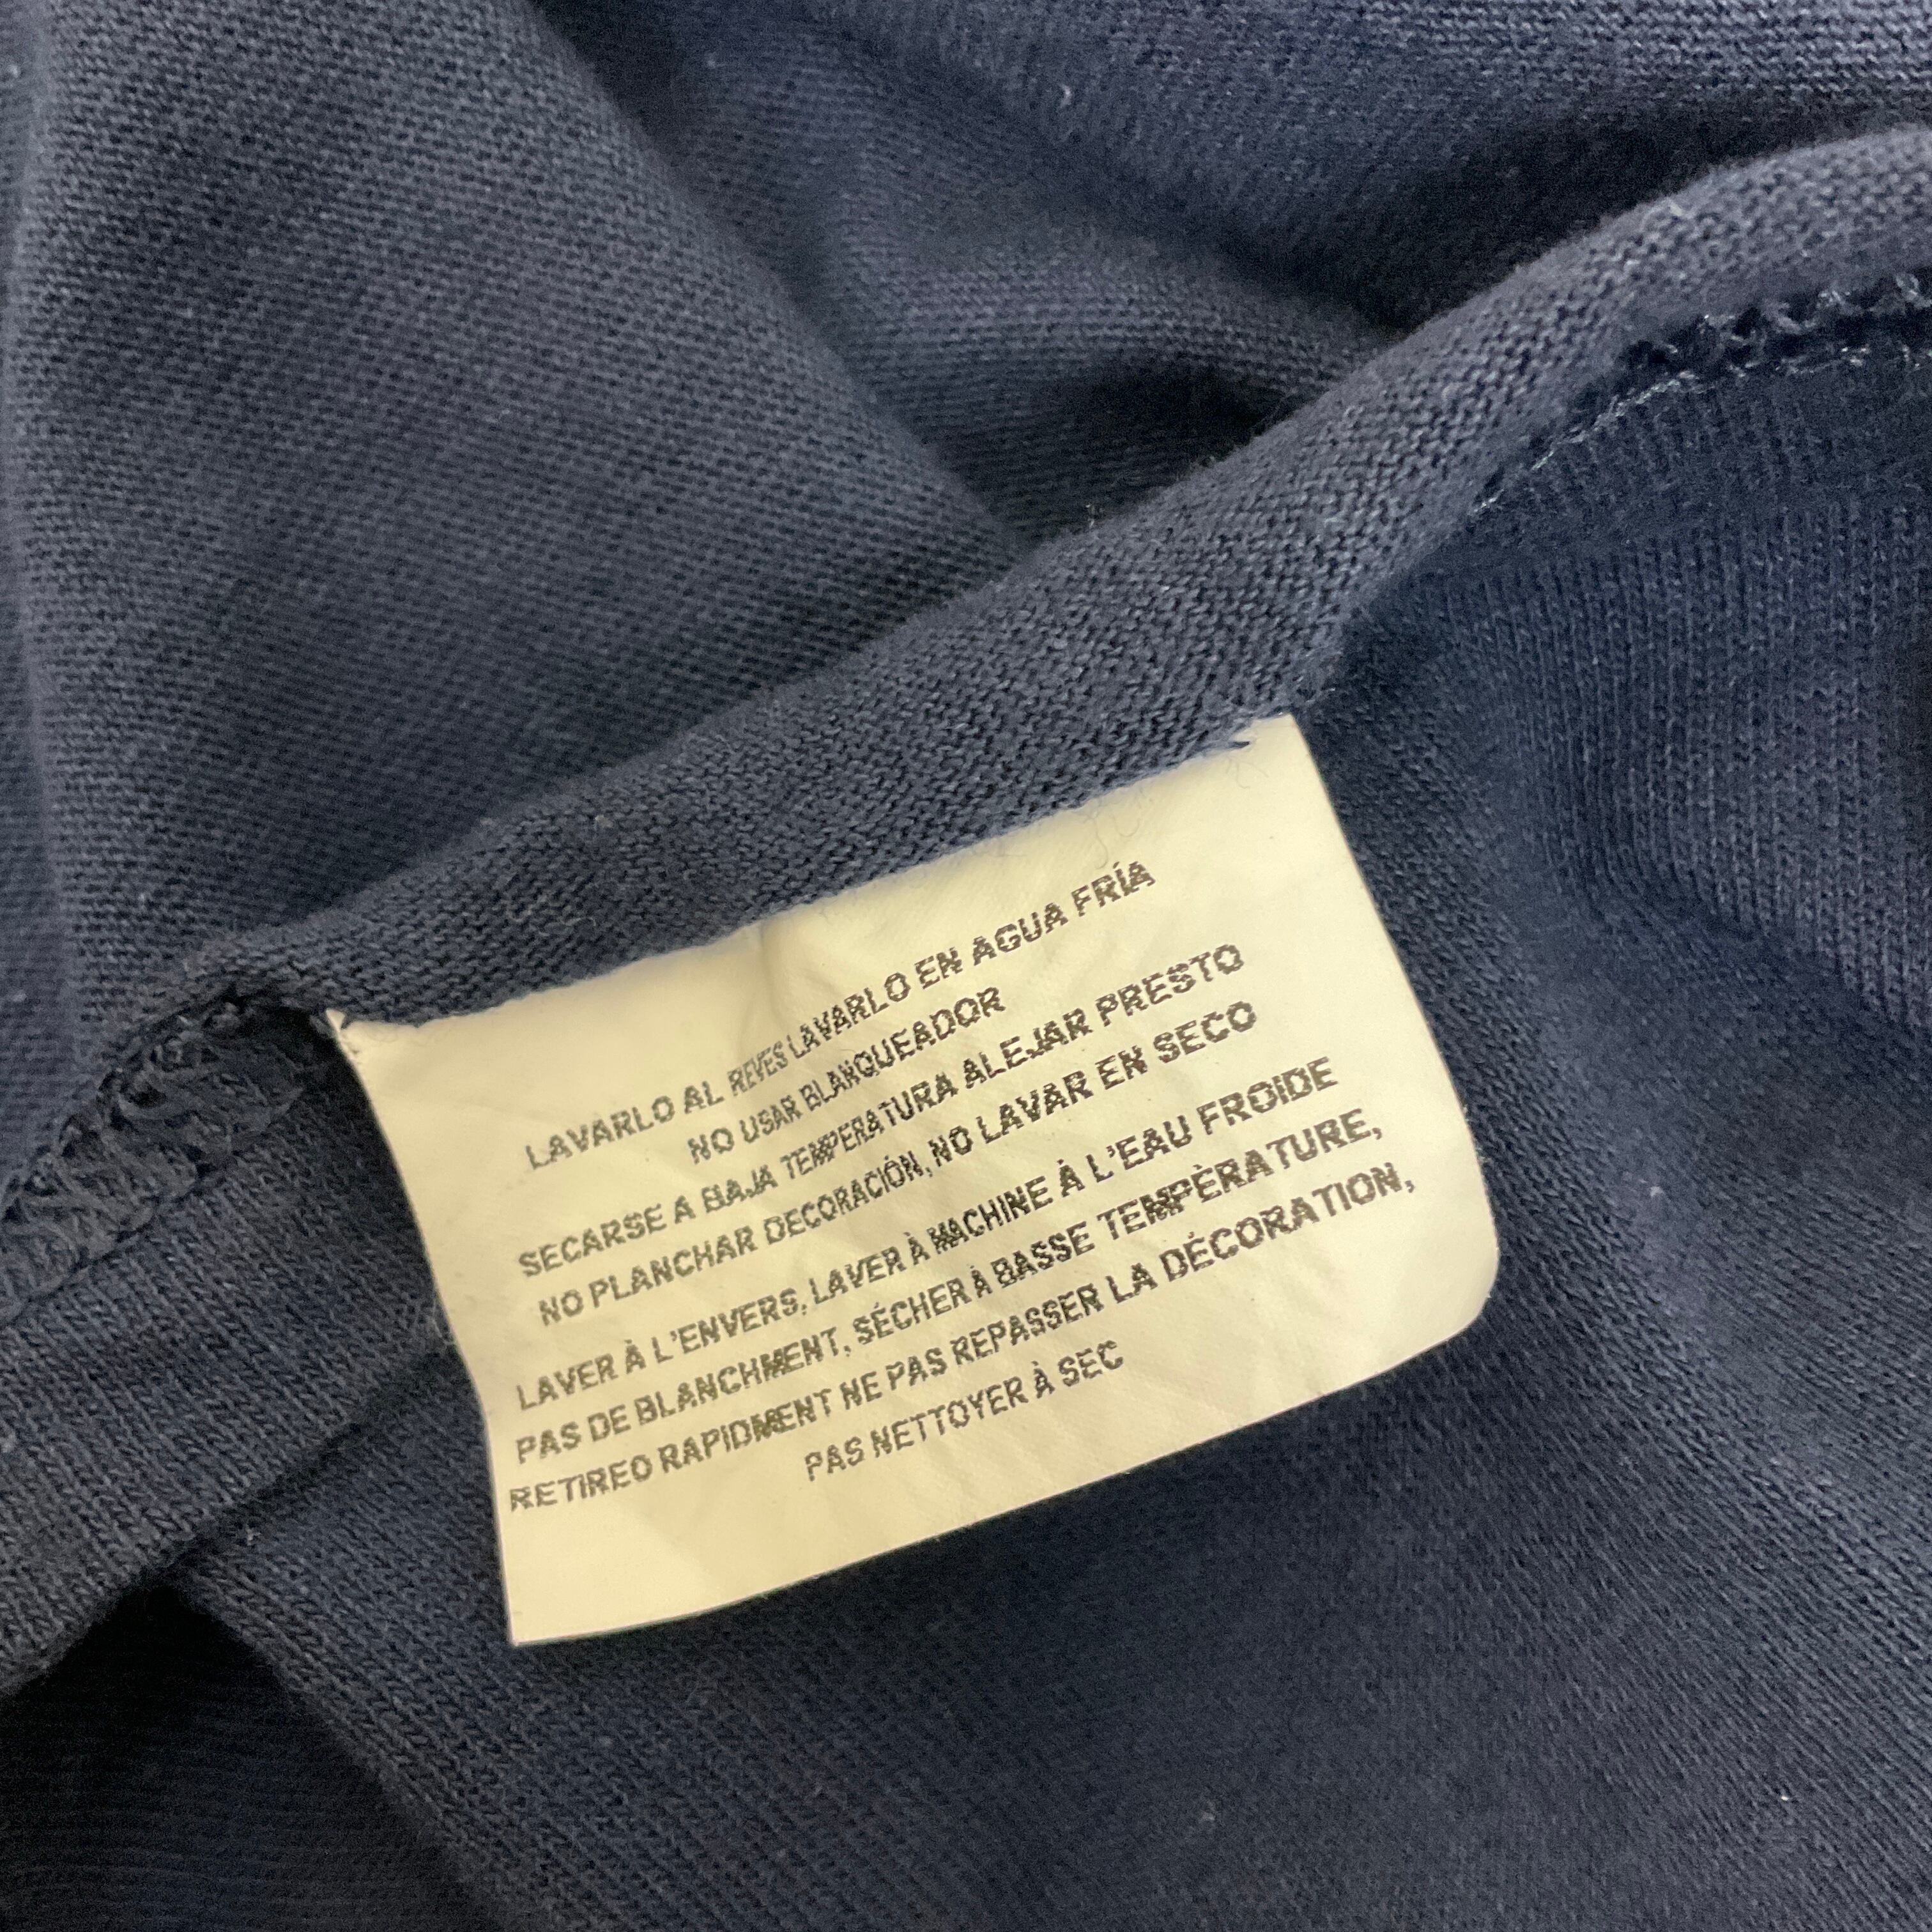 LAVARLO AL REVES LAVARLO EN AGUA FRÍA
NO USAR BLANQUEADOR
SECARSE A BAJA TEMPERATURA ALEJAR PRESTO
NO PLANCHAR DECORACIÓN, NO LAVAR EN SECO
LAVER À L'ENVERS, LAVER À MACHINE À L'EAU FROIDE
PAS DE BLANCHMENT, SÉCHER À BASSE TEMPÈRATURE,
RETIREO RAPIDMENT NE PAS REPASSER LA DÉCORATION,
PAS NETTOYER À SEC